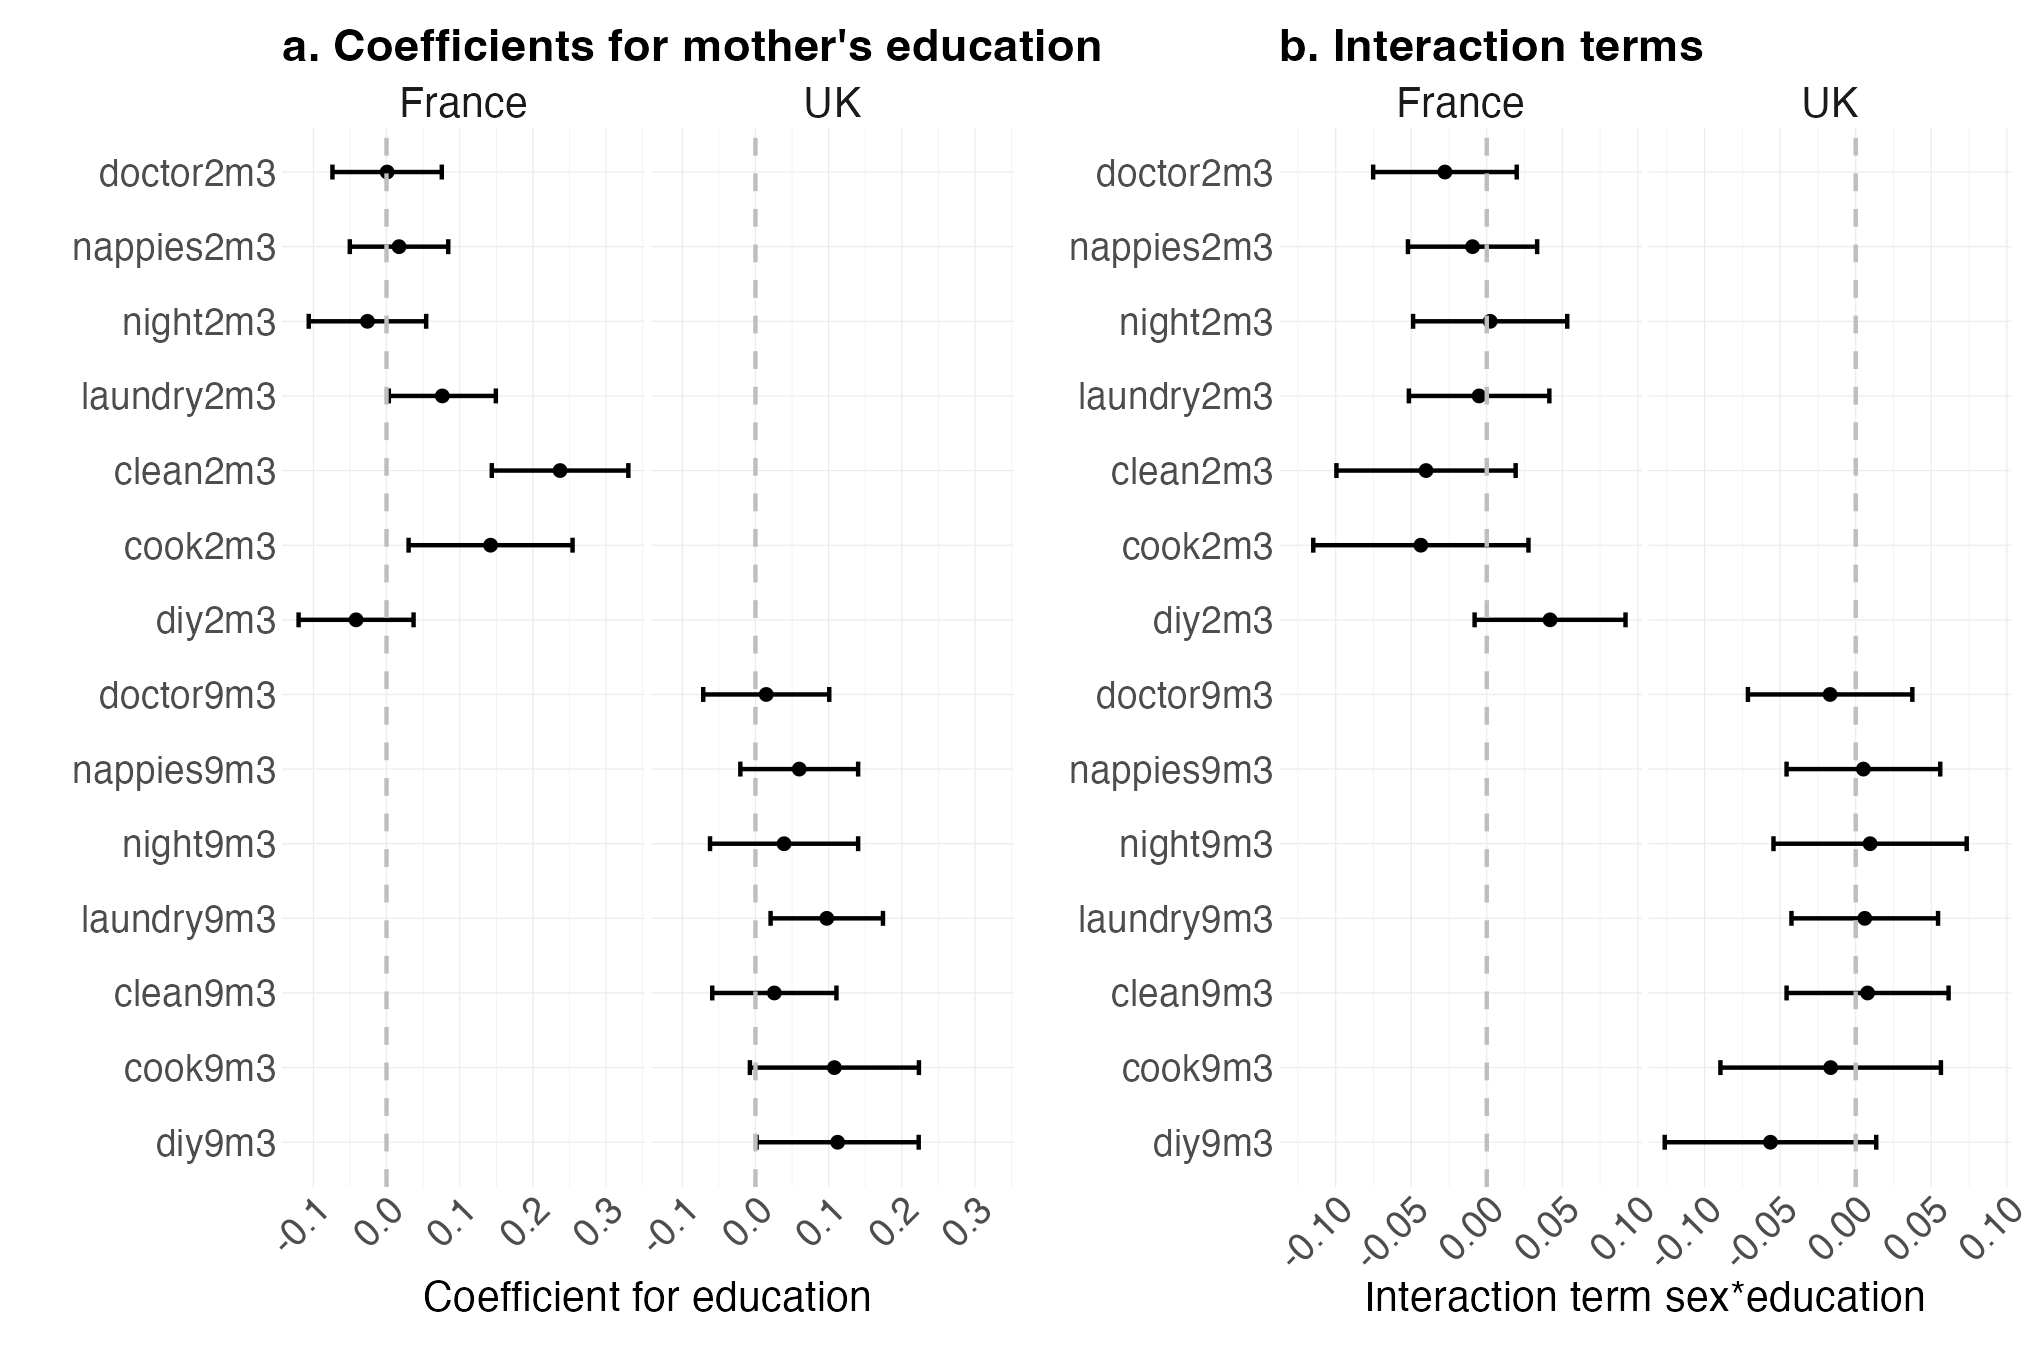 a. Coefficients for mother's education
France UK
doctor2m3
nappies2m3
night2m3
laundry2m3
clean2m3
cook2m3
diy2m3
doctor9m3
nappies9m3
night9m3
laundry9m3
clean9m3
cook9m3
diy9m3
-0.1 0.0 0.1 0.2 0.3 -0.1 0.0 0.1 0.2 0.3
Coefficient for education
b. Interaction terms
France UK
doctor2m3
nappies2m3
night2m3
laundry2m3
clean2m3
cook2m3
diy2m3
doctor9m3
nappies9m3
night9m3
laundry9m3
clean9m3
cook9m3
diy9m3
-0.10 -0.05 0.00 0.05 0.10 -0.10 -0.05 0.00 0.05 0.10
Interaction term sex*education